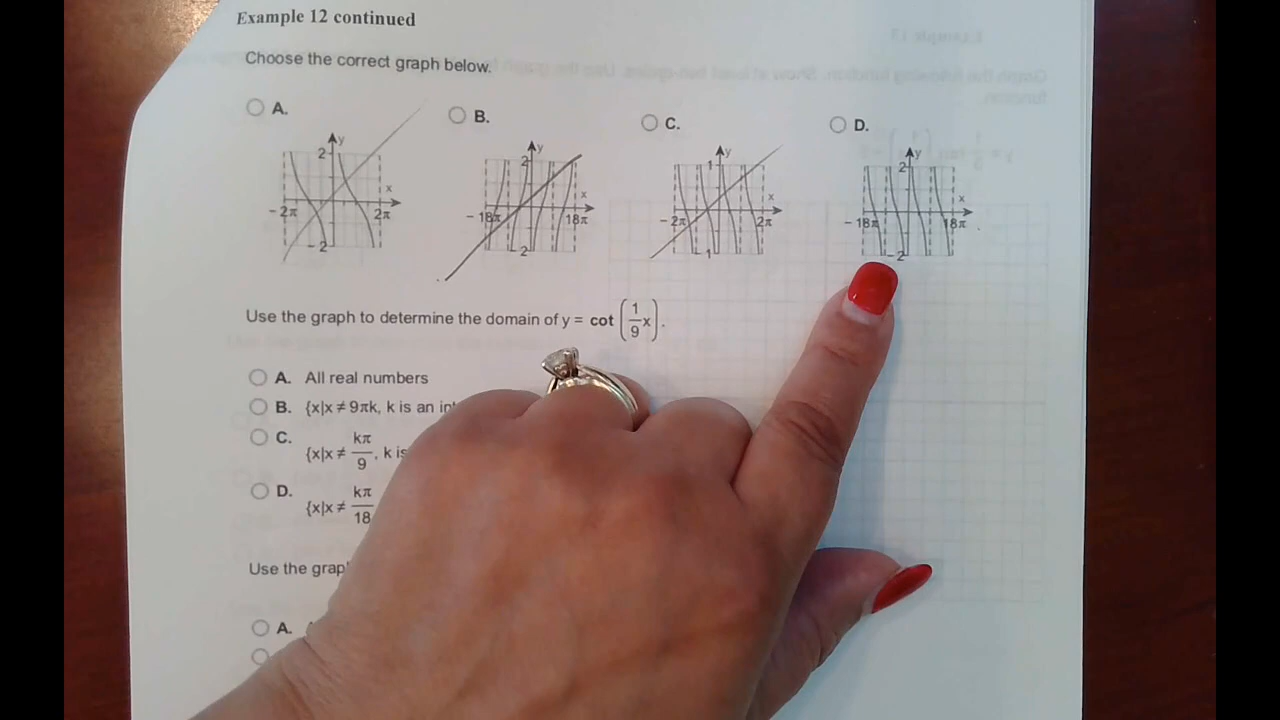 Example 12 continued
Choose the correct graph below.
A. B. C. D.
y y y y
2 2 1 2
x x x x
- 2π 2π - 18π 18π - 2π 2π - 18π 18π
- 2 2 1 - 2
Use the graph to determine the domain of y = cot (1/9 x).
A. All real numbers
B. {x|x ≠ 9πk, k is an
C. {x|x ≠ kπ/9, k is
D. {x|x ≠ kπ/18
Use the
A.